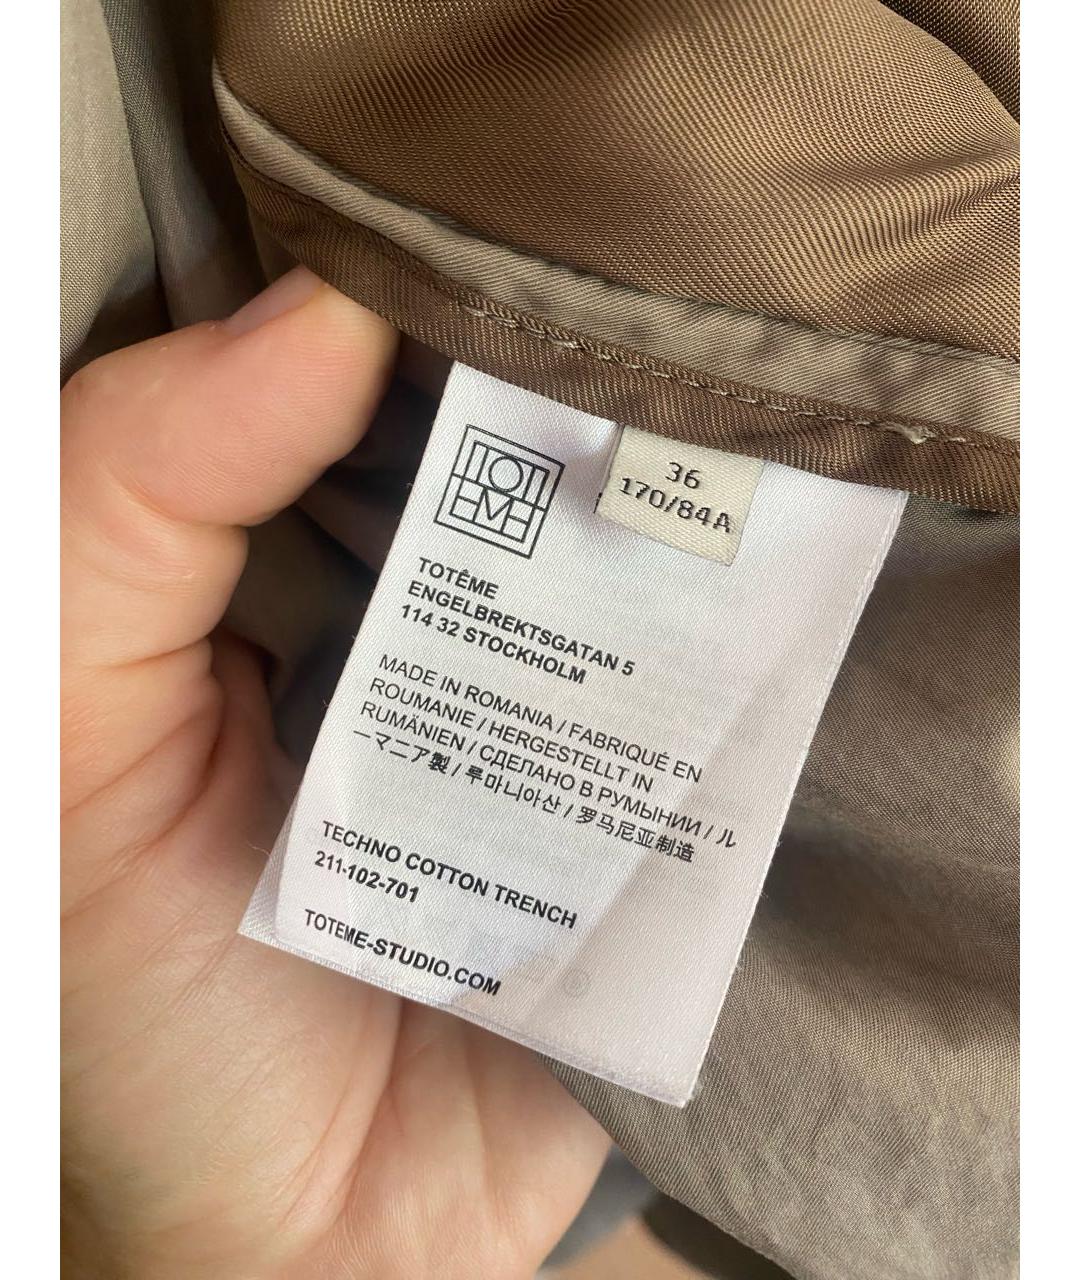 TOTEME
36
170/84A
TOTÊME
ENGELBREKTSGATAN 5
114 32 STOCKHOLM
MADE IN ROMANIA / FABRIQUÉ EN
ROUMANIE / HERGESTELLT IN
RUMÄNIEN / СДЕЛАНО В РУМЫНИИ / ル
ーマニア製 / 루마니아산 / 罗马尼亚制造
TECHNO COTTON TRENCH
211-102-701
TOTEME-STUDIO.COM